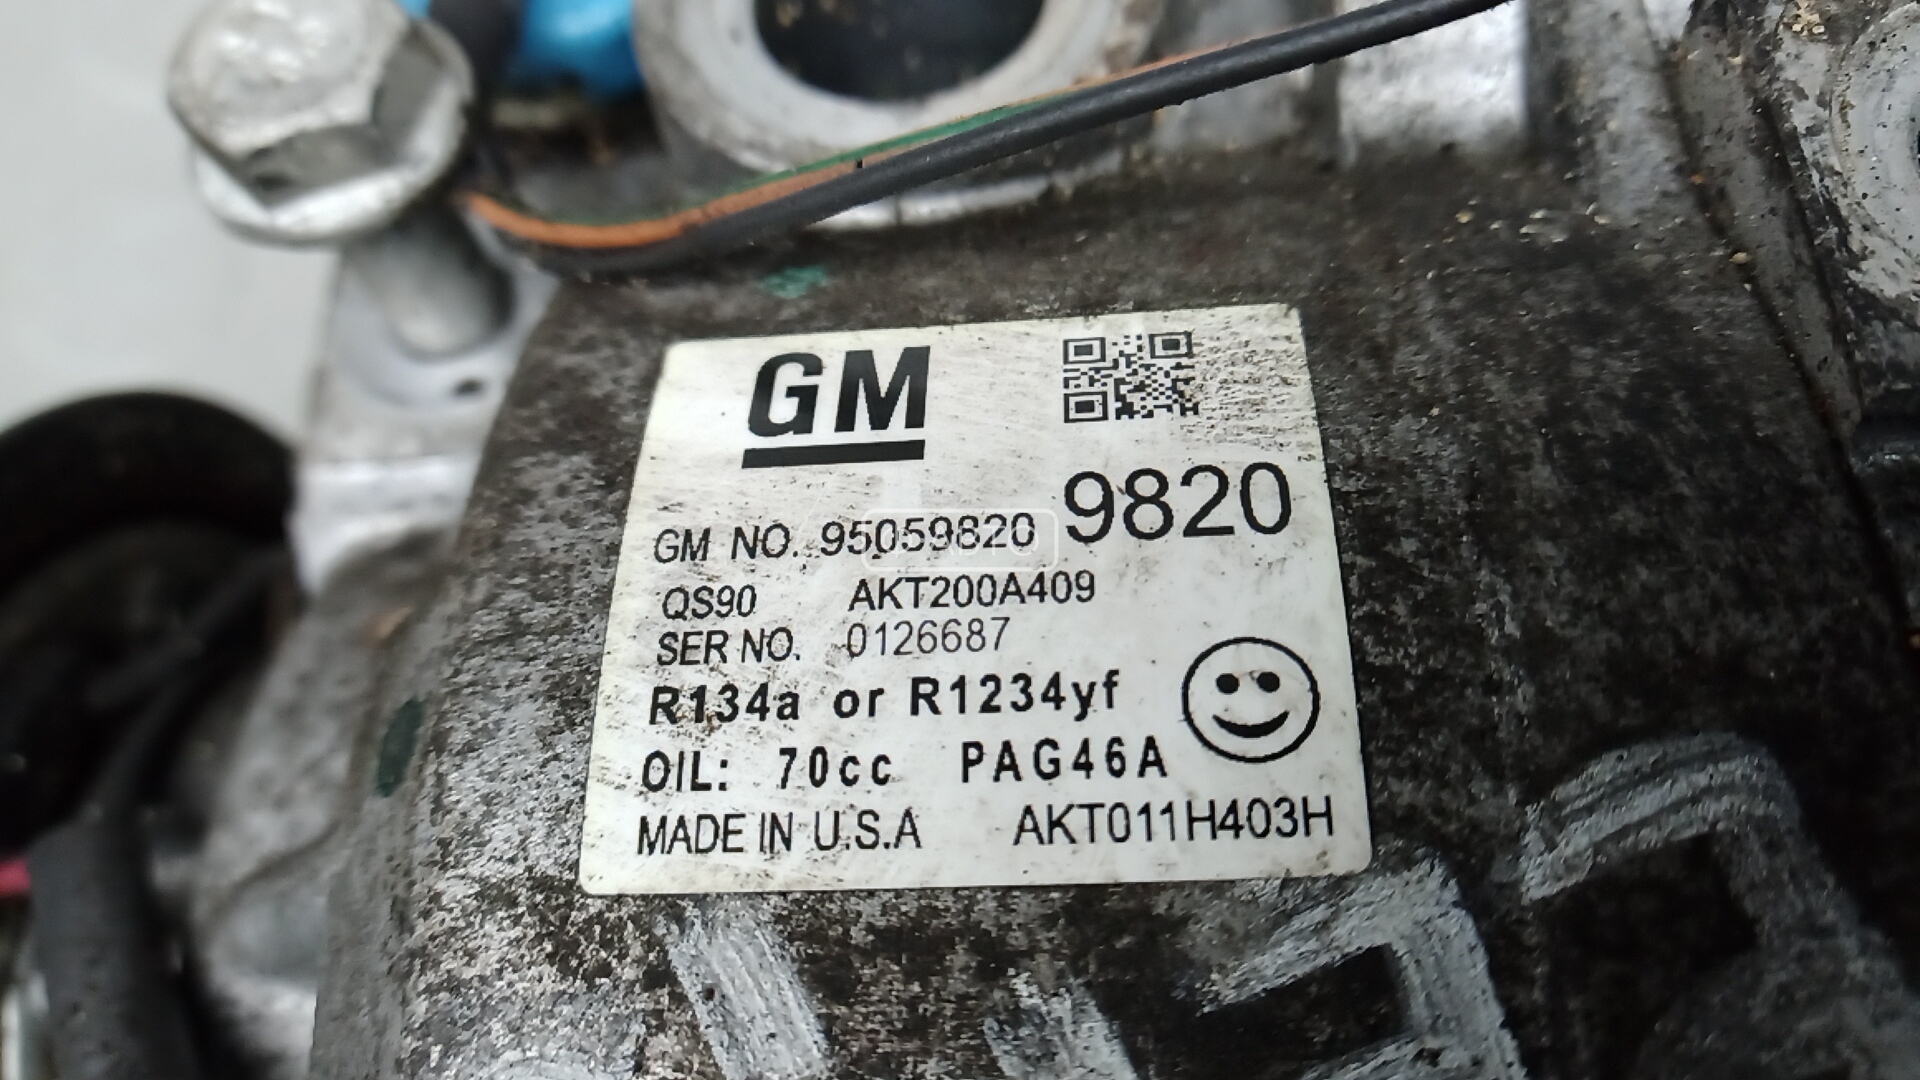 GM
GM NO. 95059820 9820
QS90 AKT200A409
SER NO. 0126687
R134a or R1234yf
OIL: 70cc PAG46A
MADE IN U.S.A AKT011H403H